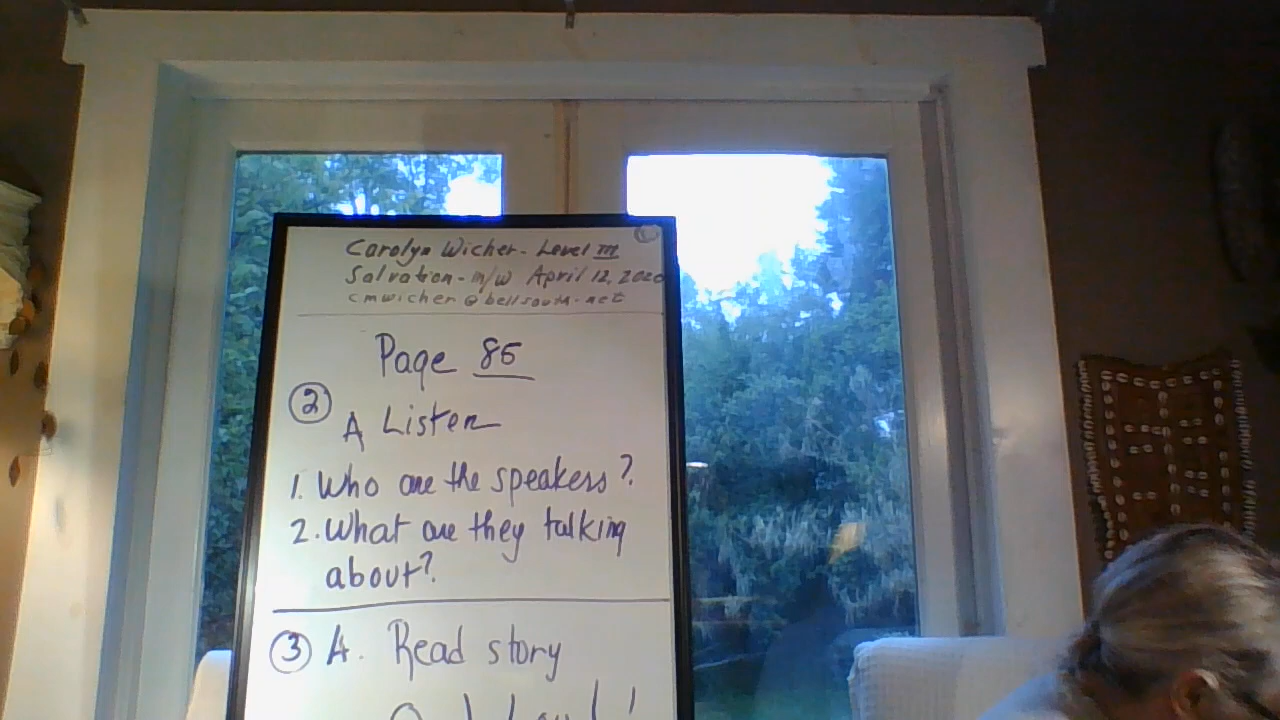 Carolyn Wicher - Level III
Salvation - m/w April 12, 2020
cmwicher@bellsouth.net
Page 85
2
A Listen
1. Who are the speakers?
2. What are they talking
about?
3 A. Read story